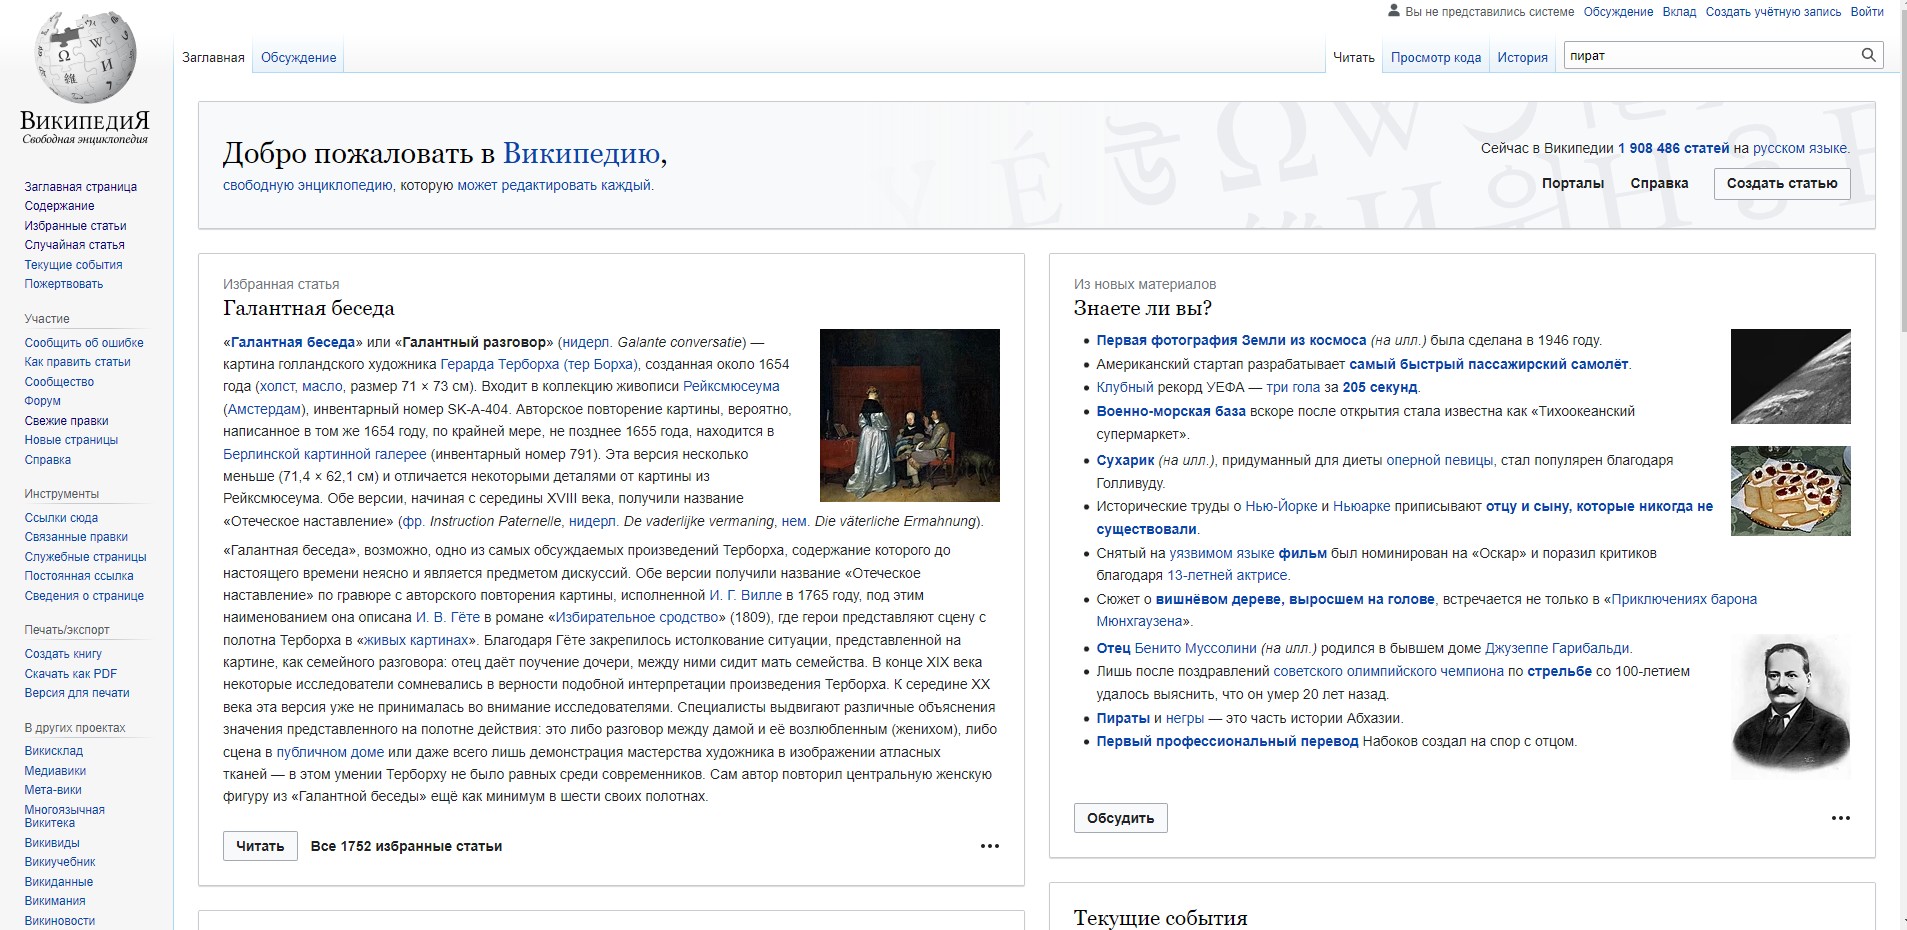 ВИКИПЕДИЯ
Свободная энциклопедия
Вы не представились системе Обсуждение Вклад Создать учётную запись Войти
Заглавная Обсуждение Читать Просмотр кода История пират
Заглавная страница
Содержание
Избранные статьи
Случайная статья
Текущие события
Пожертвовать
Участие
Сообщить об ошибке
Как править статьи
Сообщество
Форум
Свежие правки
Новые страницы
Справка
Инструменты
Ссылки сюда
Связанные правки
Служебные страницы
Постоянная ссылка
Сведения о странице
Печать/экспорт
Создать книгу
Скачать как PDF
Версия для печати
В других проектах
Викисклад
Медиавики
Мета-вики
Многоязычная
Викитека
Викивиды
Викиучебник
Викиданные
Викимания
Викиновости
Добро пожаловать в Википедию,
свободную энциклопедию, которую может редактировать каждый.
Сейчас в Википедии 1 908 486 статей на русском языке.
Порталы Справка Создать статью
Избранная статья
Галантная беседа
«Галантная беседа» или «Галантный разговор» (нидерл. Galante conversatie) —
картина голландского художника Герарда Терборха (тер Борха), созданная около 1654
года (холст, масло, размер 71 × 73 см). Входит в коллекцию живописи Рейксмюсеума
(Амстердам), инвентарный номер SK-A-404. Авторское повторение картины, вероятно,
написанное в том же 1654 году, по крайней мере, не позднее 1655 года, находится в
Берлинской картинной галерее (инвентарный номер 791). Эта версия несколько
меньше (71,4 × 62,1 см) и отличается некоторыми деталями от картины из
Рейксмюсеума. Обе версии, начиная с середины XVIII века, получили название
«Отеческое наставление» (фр. Instruction Paternelle, нидерл. De vaderlijke vermaning, нем. Die väterliche Ermahnung).
«Галантная беседа», возможно, одно из самых обсуждаемых произведений Терборха, содержание которого до
настоящего времени неясно и является предметом дискуссий. Обе версии получили название «Отеческое
наставление» по гравюре с авторского повторения картины, исполненной И. Г. Вилле в 1765 году, под этим
наименованием она описана И. В. Гёте в романе «Избирательное сродство» (1809), где герои представляют сцену с
полотна Терборха в «живых картинах». Благодаря Гёте закрепилось истолкование ситуации, представленной на
картине, как семейного разговора: отец даёт поучение дочери, между ними сидит мать семейства. В конце XIX века
некоторые исследователи сомневались в верности подобной интерпретации произведения Терборха. К середине XX
века эта версия уже не принималась во внимание исследователями. Специалисты выдвигают различные объяснения
значения представленного на полотне действия: это либо разговор между дамой и её возлюбленным (женихом), либо
сцена в публичном доме или даже всего лишь демонстрация мастерства художника в изображении атласных
тканей — в этом умении Терборху не было равных среди современников. Сам автор повторил центральную женскую
фигуру из «Галантной беседы» ещё как минимум в шести своих полотнах.
Читать Все 1752 избранные статьи
Из новых материалов
Знаете ли вы?
Первая фотография Земли из космоса (на илл.) была сделана в 1946 году.
Американский стартап разрабатывает самый быстрый пассажирский самолёт.
Клубный рекорд УЕФА — три гола за 205 секунд.
Военно-морская база вскоре после открытия стала известна как «Тихоокеанский
супермаркет».
Сухарик (на илл.), придуманный для диеты оперной певицы, стал популярен благодаря
Голливуду.
Исторические труды о Нью-Йорке и Ньюарке приписывают отцу и сыну, которые никогда не
существовали.
Снятый на уязвимом языке фильм был номинирован на «Оскар» и поразил критиков
благодаря 13-летней актрисе.
Сюжет о вишнёвом дереве, выросшем на голове, встречается не только в «Приключениях барона
Мюнхгаузена».
Отец Бенито Муссолини (на илл.) родился в бывшем доме Джузеппе Гарибальди.
Лишь после поздравлений советского олимпийского чемпиона по стрельбе со 100-летием
удалось выяснить, что он умер 20 лет назад.
Пираты и негры — это часть истории Абхазии.
Первый профессиональный перевод Набоков создал на спор с отцом.
Обсудить
Текущие события